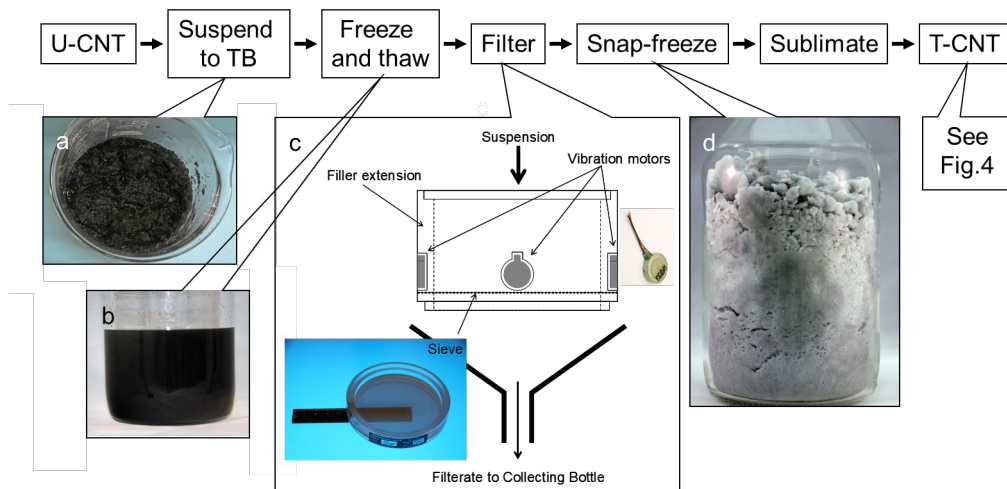 U-CNT
Suspend
to TB
Freeze
and thaw
Filter
Snap-freeze
Sublimate
T-CNT
a
b
c
Suspension
Filler extension
Vibration motors
Sieve
Filterate to Collecting Bottle
d
See
Fig.4